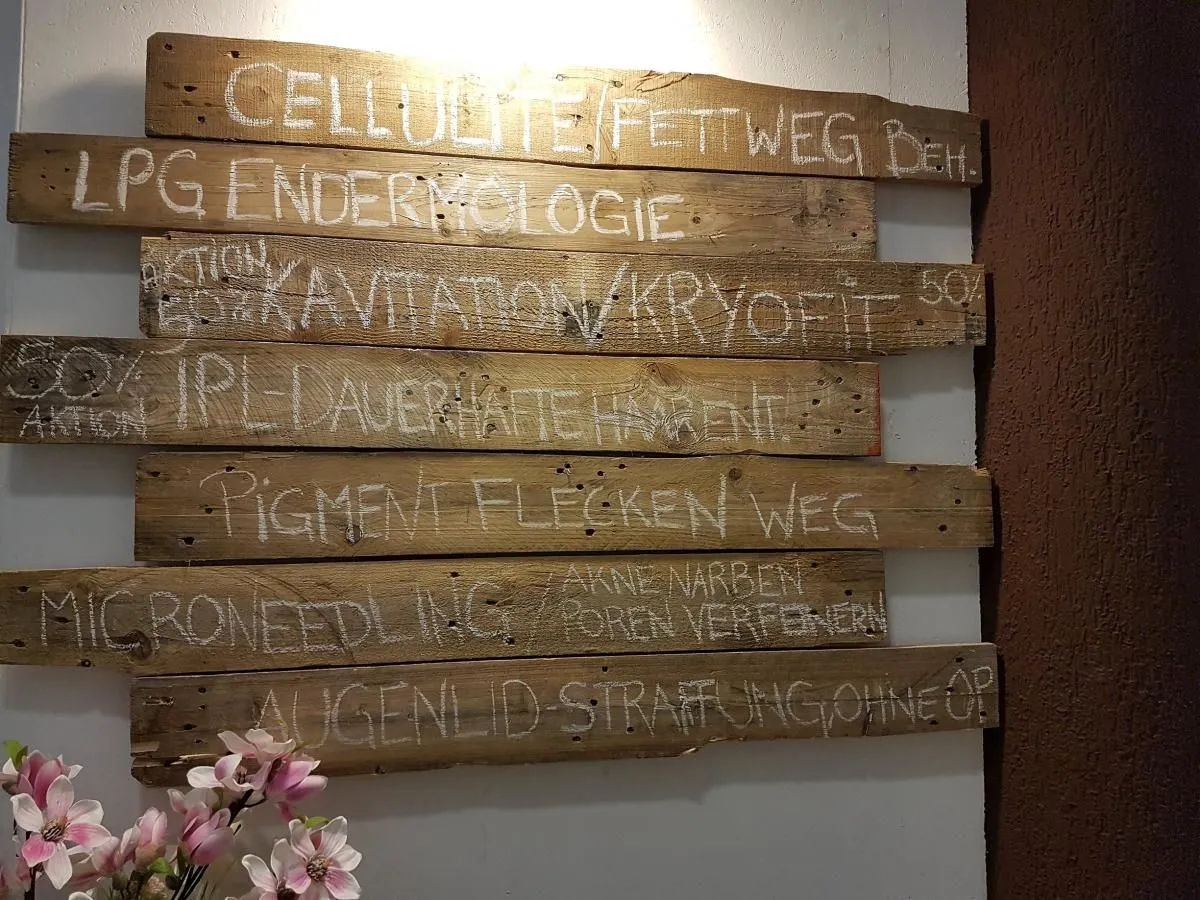 CELLULITE/FETTWEG BEH.
LPG ENDERMOLOGIE
AKTION
50% KAVITATION/KRYOFIT 50%
50% IPL-DAUERHAFTE HAARENT.
AKTION
PIGMENT FLECKEN WEG
MICRONEEDLING / AKNE NARBEN
POREN VERFEINERN
AUGENLID-STRAFFUNG, OHNE OP